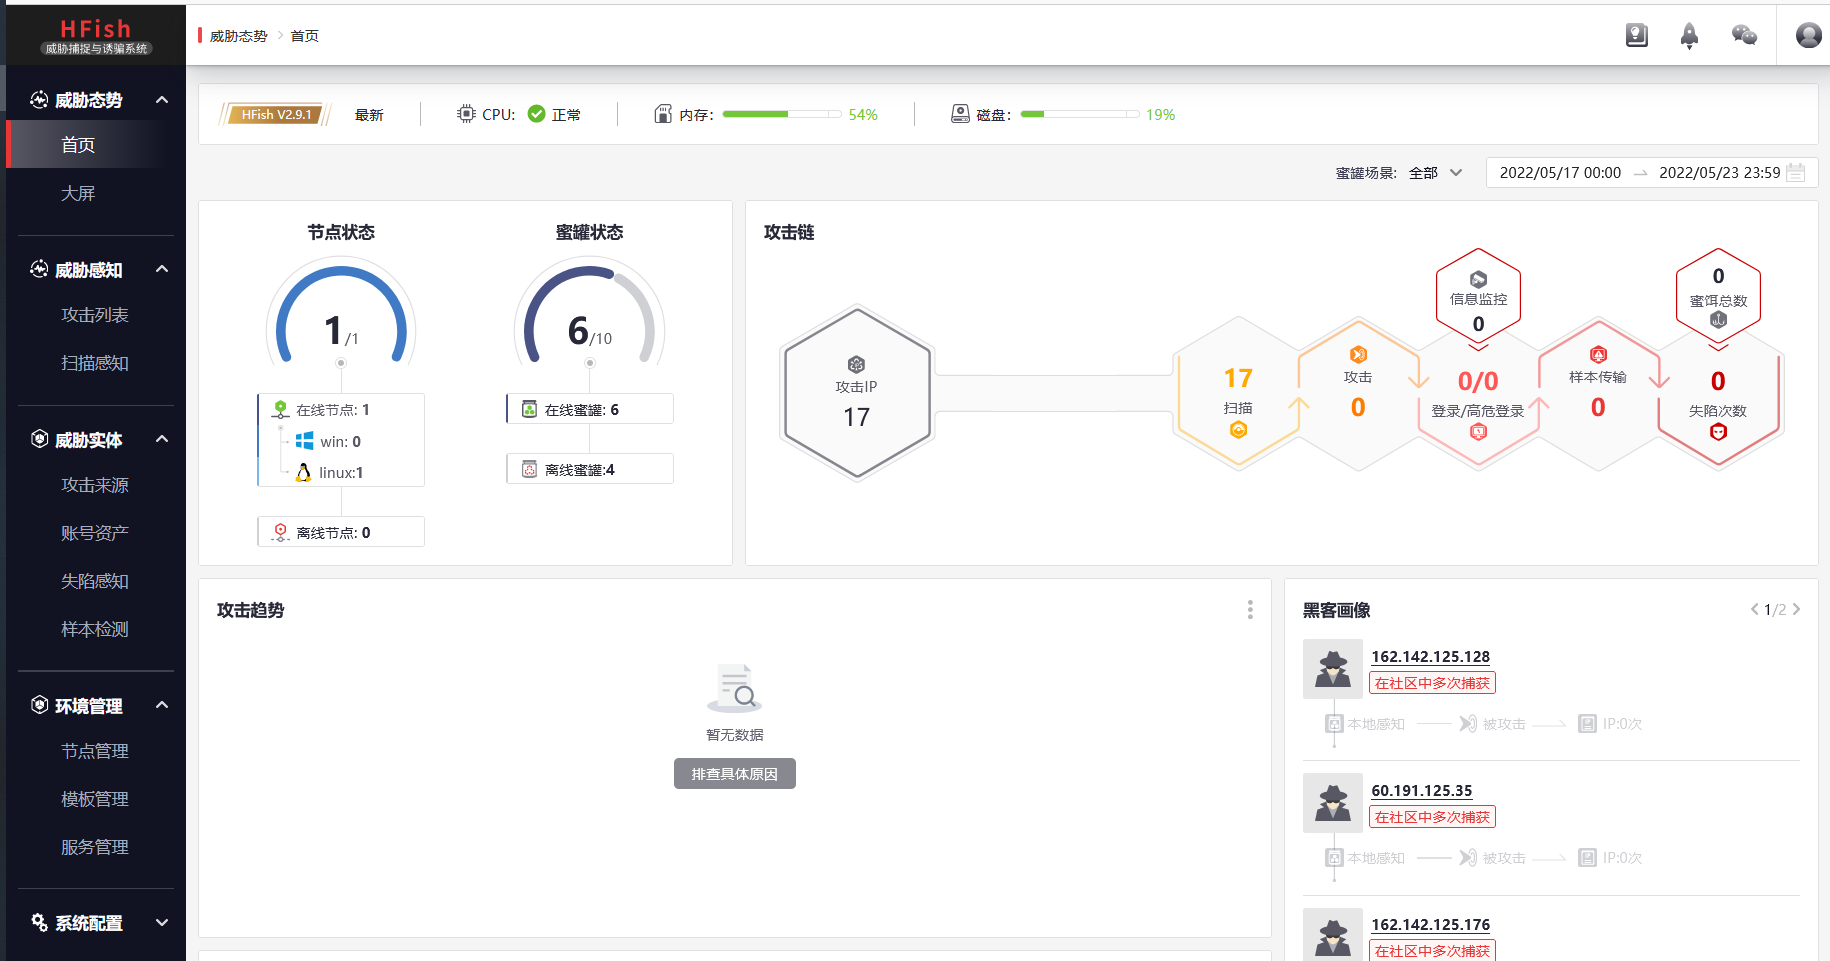 HFish
威胁捕捉与诱骗系统
威胁态势 > 首页
威胁态势
首页
大屏
威胁感知
攻击列表
扫描感知
威胁实体
攻击来源
账号资产
失陷感知
样本检测
环境管理
节点管理
模板管理
服务管理
系统配置
HFish V2.9.1 最新 CPU: 正常 内存: 54% 磁盘: 19%
蜜罐场景: 全部 2022/05/17 00:00 → 2022/05/23 23:59
节点状态
1/1
在线节点: 1
win: 0
linux:1
离线节点: 0
蜜罐状态
6/10
在线蜜罐: 6
离线蜜罐:4
攻击链
攻击IP
17
17
扫描
攻击
0
信息监控
0
0/0
登录/高危登录
样本传输
0
0
蜜饵总数
0
失陷次数
攻击趋势
暂无数据
排查具体原因
黑客画像
1/2
162.142.125.128
在社区中多次捕获
本地感知 被攻击 IP:0次
60.191.125.35
在社区中多次捕获
本地感知 被攻击 IP:0次
162.142.125.176
在社区中多次捕获